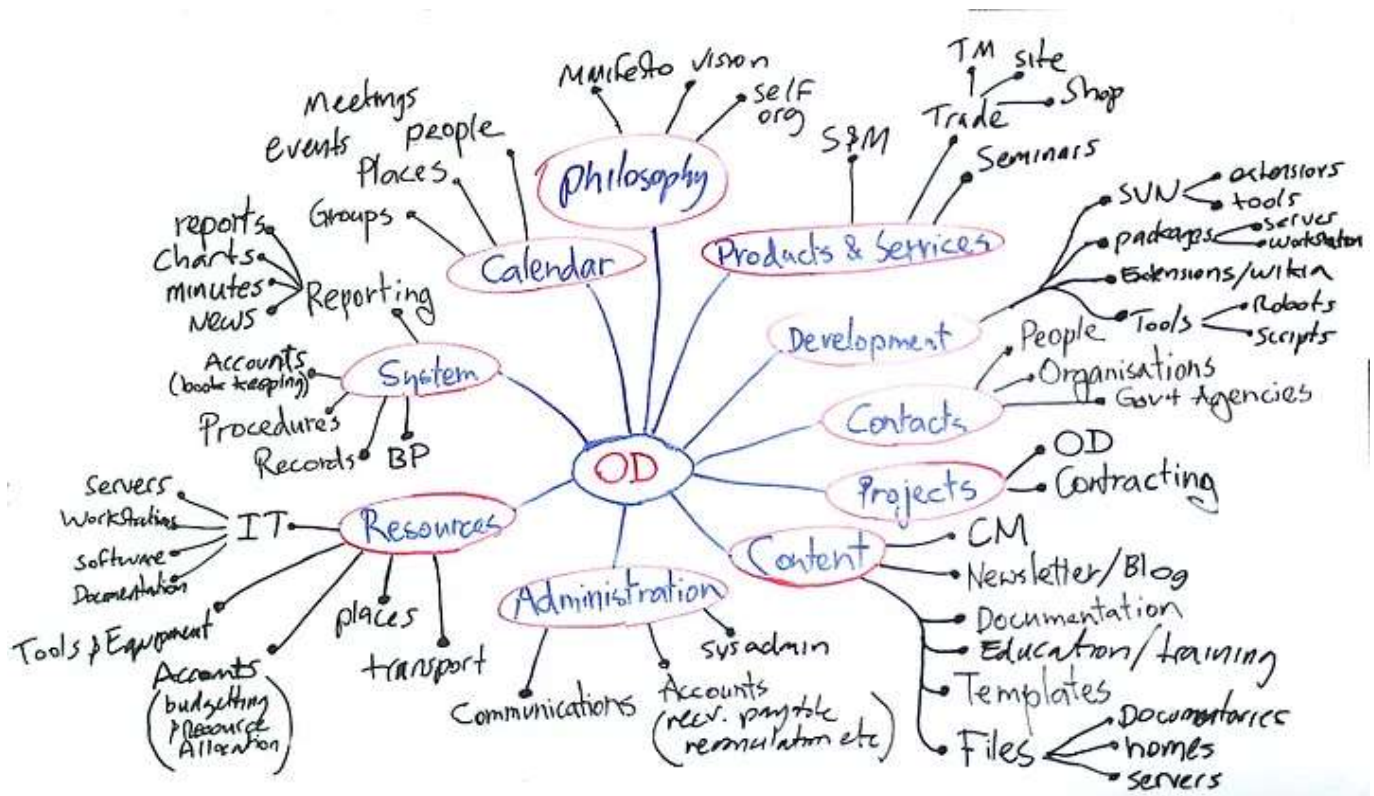 Manifesto
vision
self
org
Philosophy
Meetings
events
people
Places
Groups
Calendar
TM
site
Shop
Trade
S&M
Seminars
Products & Services
SVN
extensions
tools
packages
server
workstation
Extensions/wikia
Tools
Robots
Scripts
Development
People
Organisations
Gov't Agencies
Contacts
OD
Contracting
Projects
CM
Newsletter/Blog
Documentation
Education/training
Templates
Files
Documentaries
homes
servers
Content
sysadmin
Accounts
(recv. payable
etc)
Communications
Administration
places
transport
Accounts
(budgetting
& Resource
Allocation)
Tools & Equipment
IT
Servers
Workstations
Software
Documentation
Resources
reports
Charts
minutes
News
Reporting
Accounts
(book keeping)
Procedures
Records
BP
System
OD